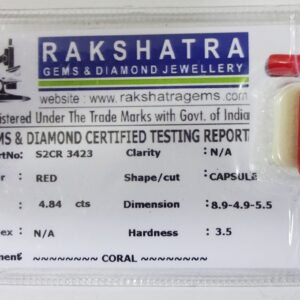 RAKSHATRA
GEMS & DIAMOND JEWELLERY
website : www.rakshatragems.com
istered Under The Trade Marks with Govt. of India
MS & DIAMOND CERTIFIED TESTING REPORT
rtNo: S2CR 3423 Clarity : N/A
er : RED Shape/cut : CAPSULE
: 4.84 cts Dimension : 8.9-4.9-5.5
ex : N/A Hardness : 3.5
ment: ~~~~~~~~ CORAL ~~~~~~~~